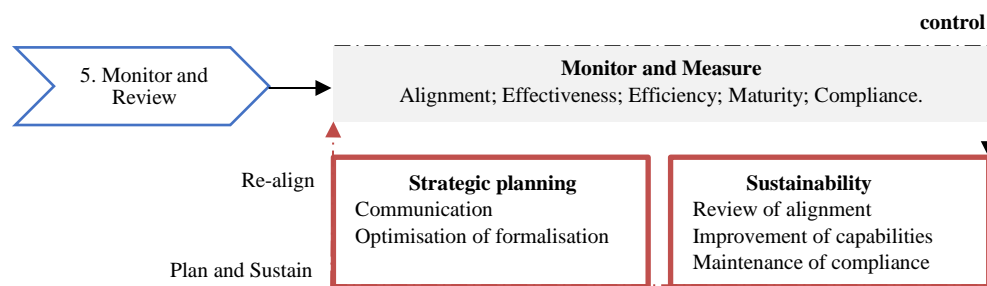 control
5. Monitor and
Review
Monitor and Measure
Alignment; Effectiveness; Efficiency; Maturity; Compliance.
Re-align
Plan and Sustain
Strategic planning
Communication
Optimisation of formalisation
Sustainability
Review of alignment
Improvement of capabilities
Maintenance of compliance